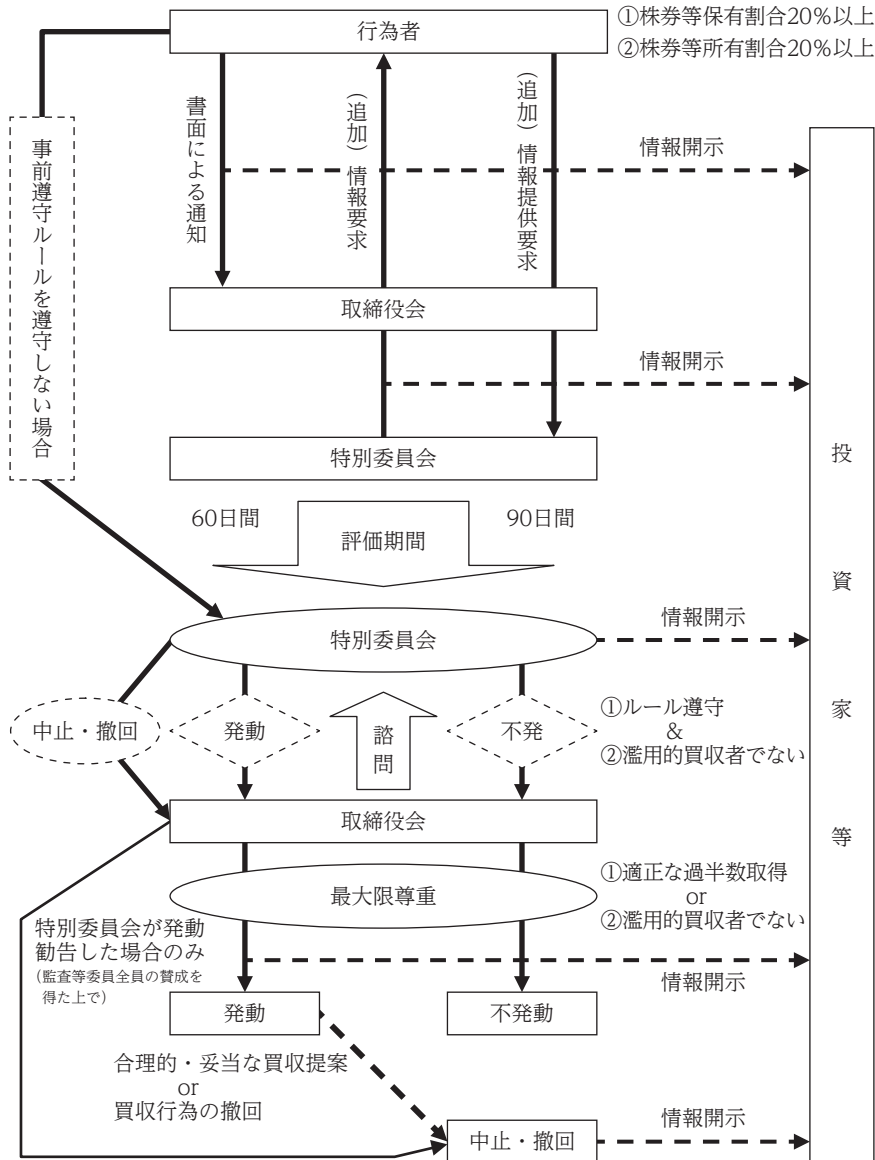 行為者
①株券等保有割合20%以上
②株券等所有割合20%以上
書面による通知
(追加)情報要求
(追加)情報提供要求
情報開示
事前遵守ルールを遵守しない場合
取締役会
情報開示
特別委員会
投資家等
60日間
評価期間
90日間
特別委員会
情報開示
中止・撤回
発動
諮問
不発
①ルール遵守
&
②濫用的買収者でない
取締役会
最大限尊重
①適正な過半数取得
or
②濫用的買収者でない
特別委員会が発動
勧告した場合のみ
(監査等委員全員の賛成を
得た上で)
情報開示
発動
不発動
合理的・妥当な買収提案
or
買収行為の撤回
中止・撤回
情報開示